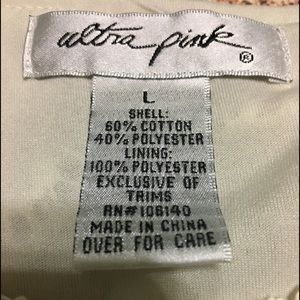 ultra pink
®
L
SHELL:
60% COTTON
40% POLYESTER
LINING:
100% POLYESTER
EXCLUSIVE OF
TRIMS
RN#106140
MADE IN CHINA
OVER FOR CARE